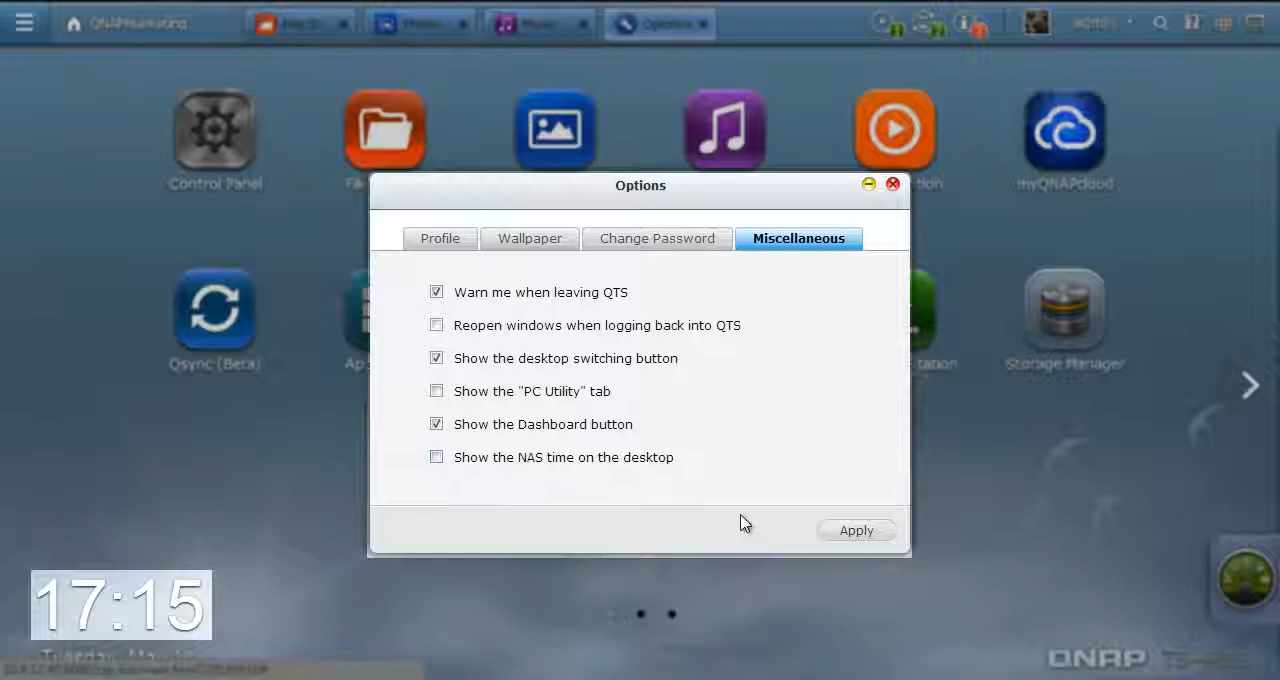 QNAPmarketing
admin
Control Panel
myQNAPcloud
Options
Profile
Wallpaper
Change Password
Miscellaneous
Warn me when leaving QTS
Reopen windows when logging back into QTS
Show the desktop switching button
Show the "PC Utility" tab
Show the Dashboard button
Show the NAS time on the desktop
Apply
Qsync (Beta)
Storage Manager
17:15
QNAP